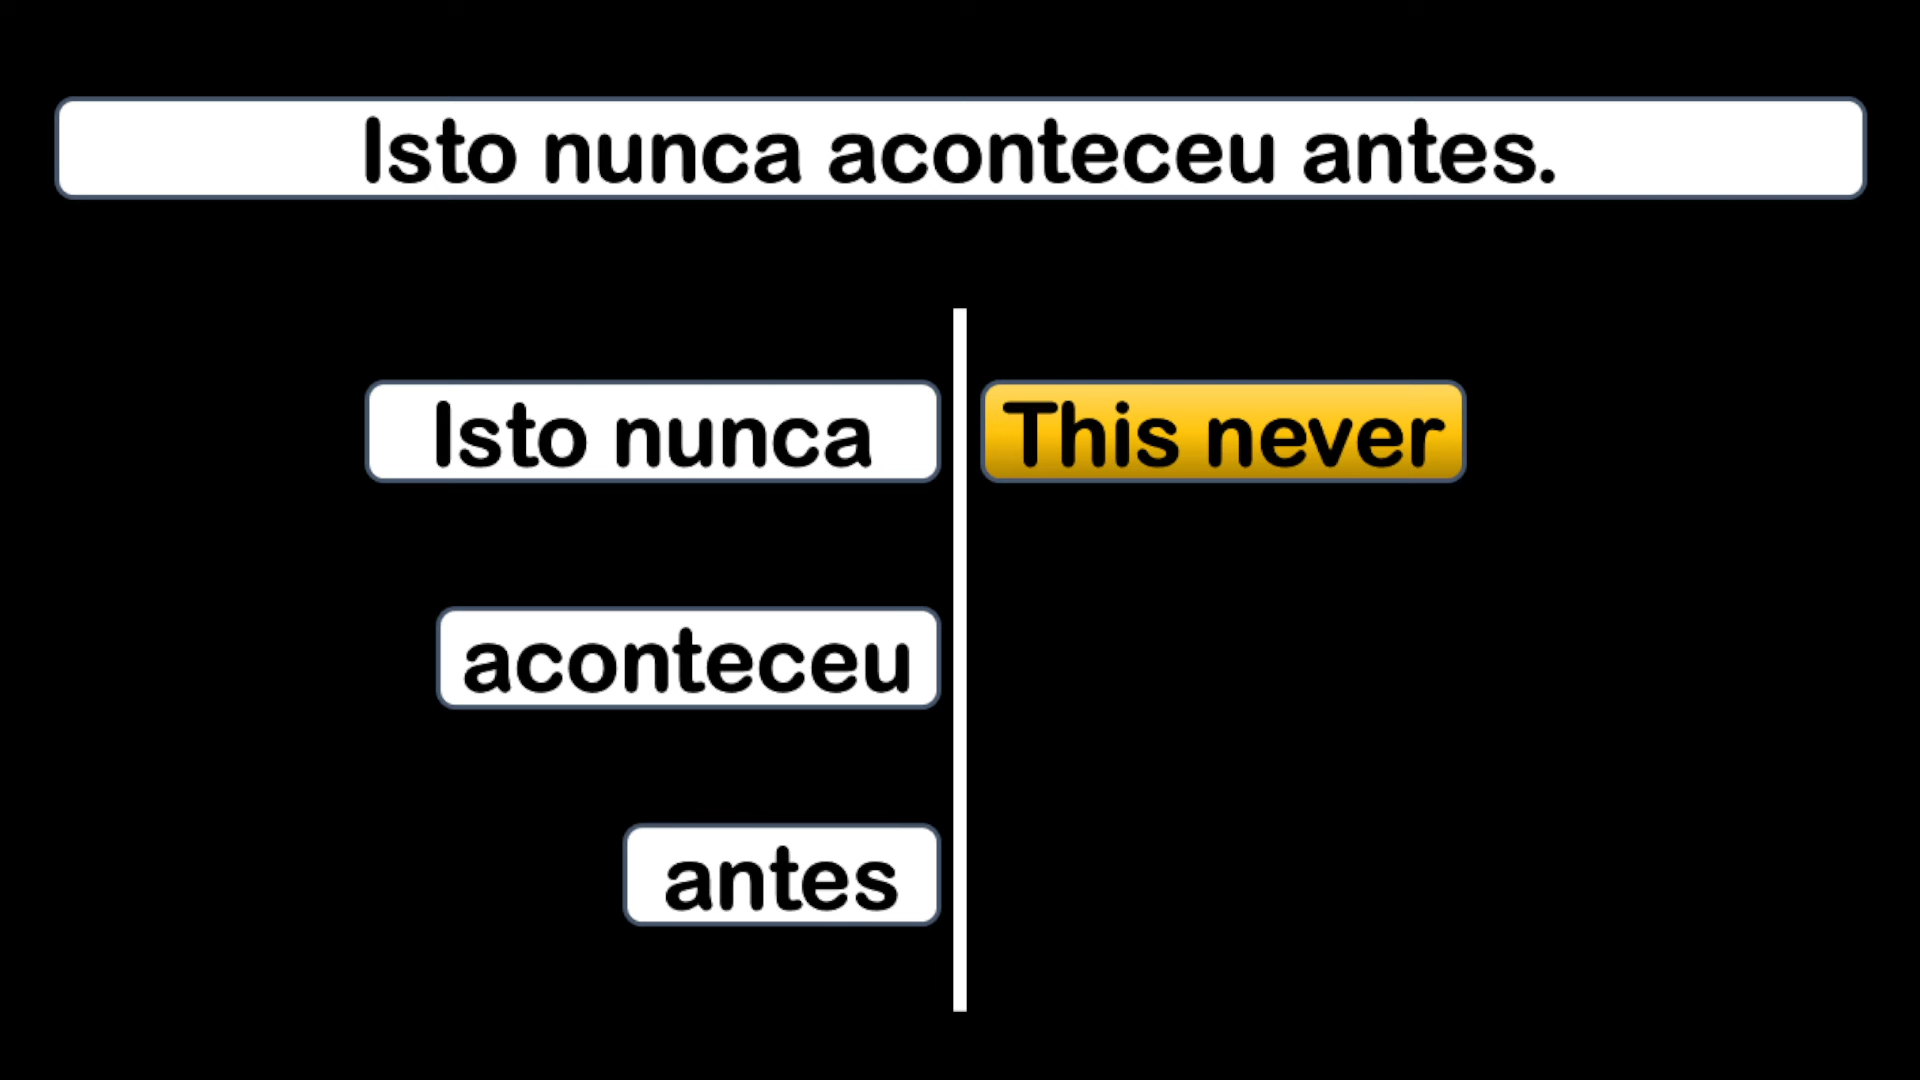 Isto nunca aconteceu antes.
Isto nunca
This never
aconteceu
antes